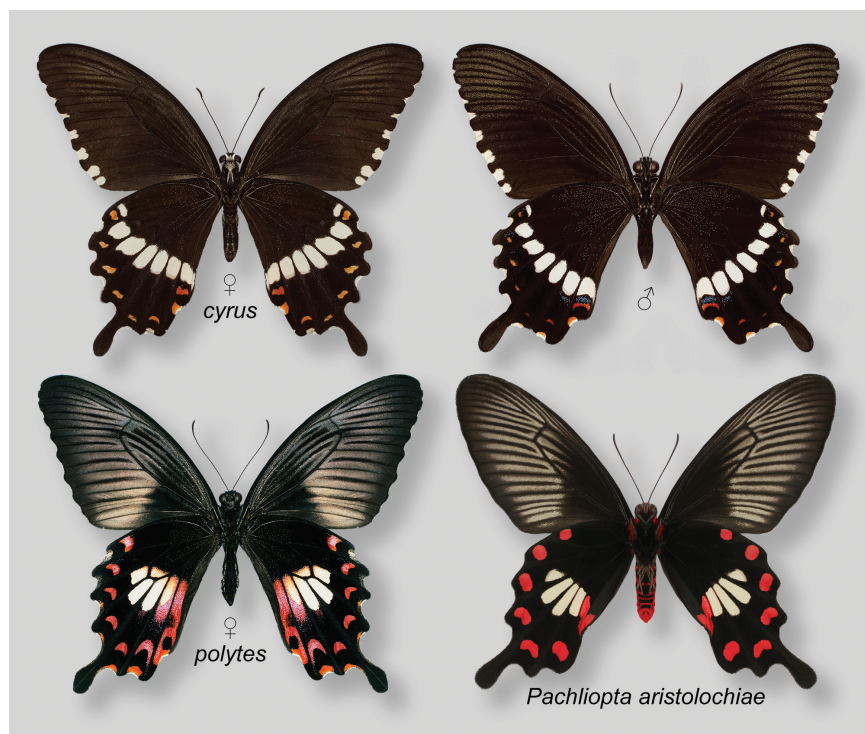 ♀
cyrus
♂
♀
polytes
Pachliopta aristolochiae